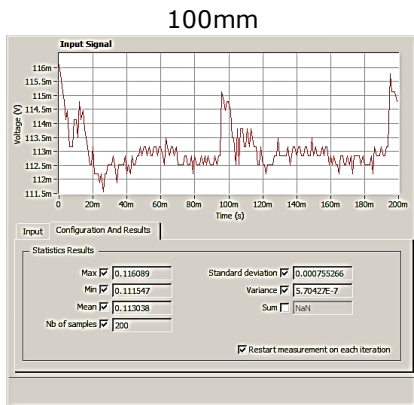 100mm
Input Signal
116m
115.5m
115m
114.5m
114m
113.5m
113m
112.5m
112m
111.5m
Voltage (V)
0 20m 40m 60m 80m 100m 120m 140m 160m 180m 200m
Time (s)
Input Configuration And Results
Statistics Results
Max 0.116089 Standard deviation 0.000755266
Min 0.111547 Variance 5.70427E-7
Mean 0.113038 Sum NaN
Nb of samples 200
Restart measurement on each iteration